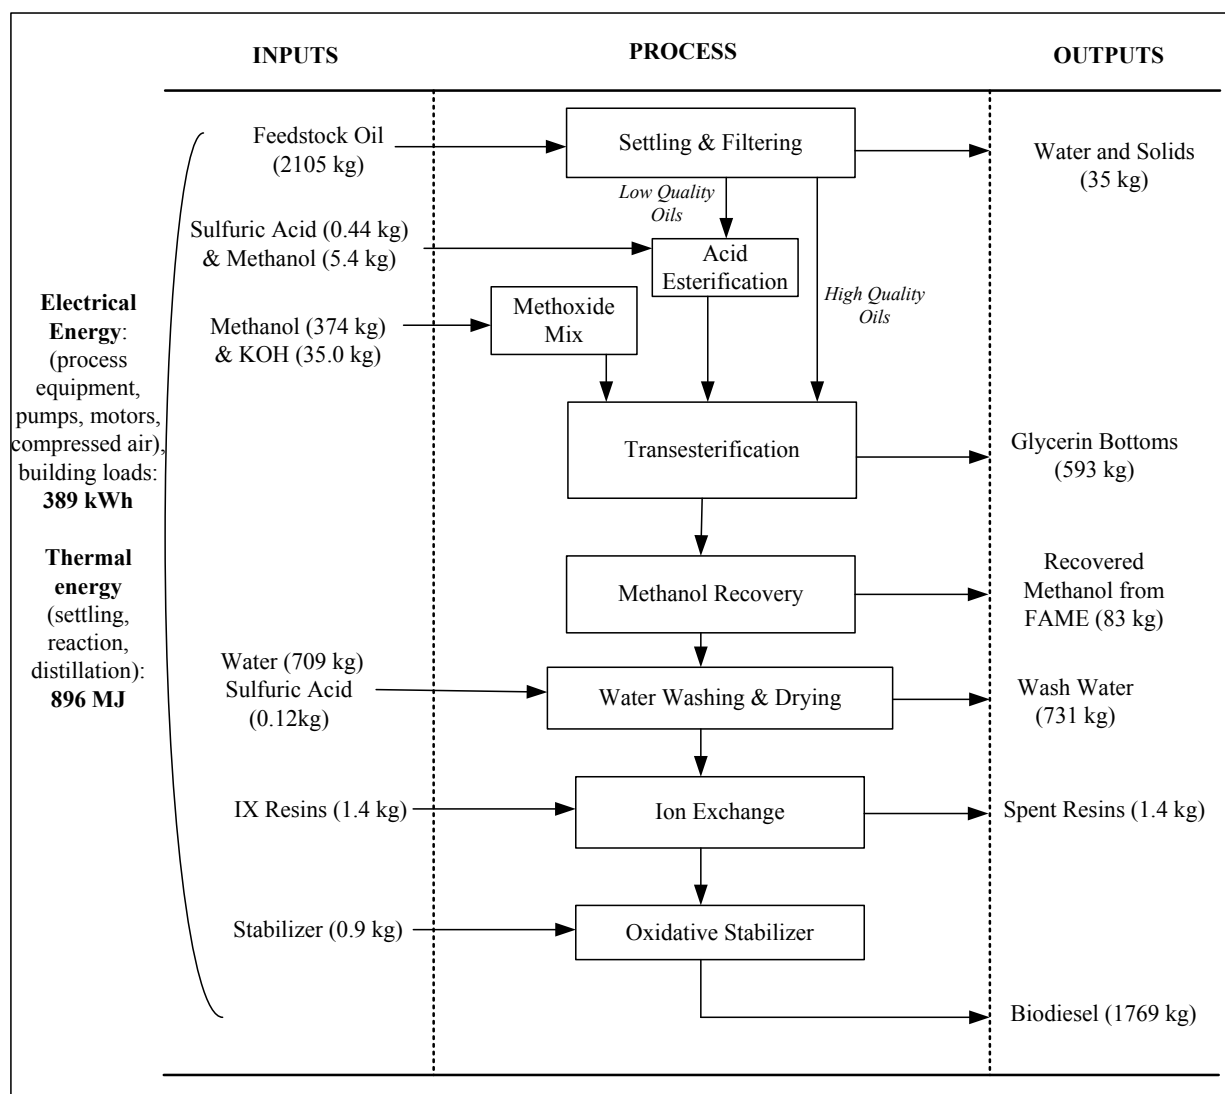 INPUTS
PROCESS
OUTPUTS
Feedstock Oil
(2105 kg)
Settling & Filtering
Water and Solids
(35 kg)
Low Quality
Oils
Sulfuric Acid (0.44 kg)
& Methanol (5.4 kg)
Acid
Esterification
High Quality
Oils
Methoxide
Mix
Methanol (374 kg)
& KOH (35.0 kg)
Electrical
Energy:
(process
equipment,
pumps, motors,
compressed air),
building loads:
389 kWh
Transesterification
Glycerin Bottoms
(593 kg)
Thermal
energy
(settling,
reaction,
distillation):
896 MJ
Methanol Recovery
Recovered
Methanol from
FAME (83 kg)
Water (709 kg)
Sulfuric Acid
(0.12kg)
Water Washing & Drying
Wash Water
(731 kg)
IX Resins (1.4 kg)
Ion Exchange
Spent Resins (1.4 kg)
Stabilizer (0.9 kg)
Oxidative Stabilizer
Biodiesel (1769 kg)